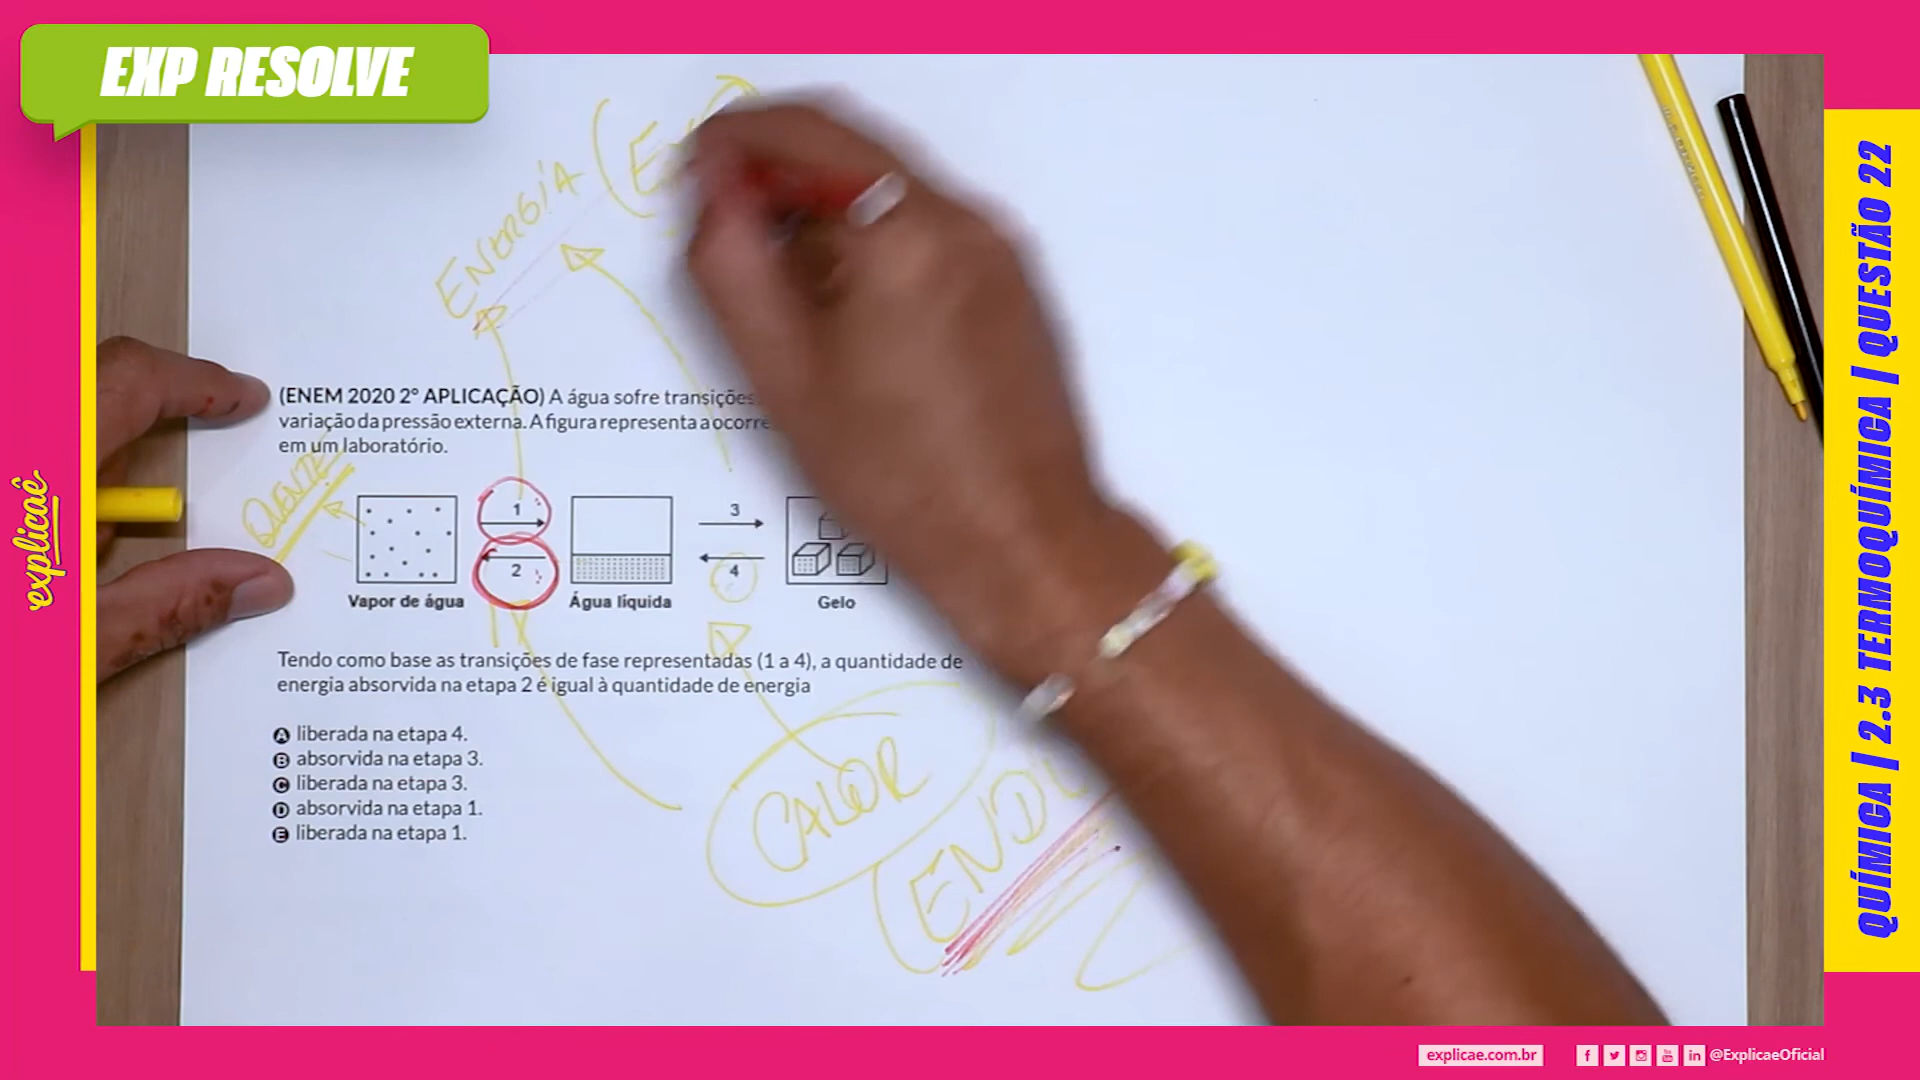 EXP RESOLVE
ENERGIA
(ENEM 2020 2º APLICAÇÃO) A água sofre transições
variação da pressão externa. A figura representa a ocorrê
em um laboratório.
QUENTE
1
2
3
4
Vapor de água
Água líquida
Gelo
Tendo como base as transições de fase representadas (1 a 4), a quantidade de
energia absorvida na etapa 2 é igual à quantidade de energia
A liberada na etapa 4.
B absorvida na etapa 3.
C liberada na etapa 3.
D absorvida na etapa 1.
E liberada na etapa 1.
CALOR
explicaê
QUÍMICA | 2.3 TERMOQUÍMICA | QUESTÃO 22
explicae.com.br
@ExplicaeOficial